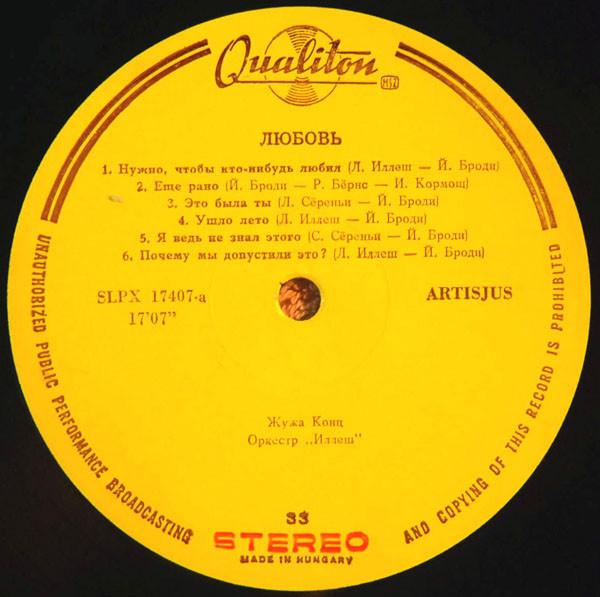 Qualiton
MHV
ЛЮБОВЬ
1. Нужно, чтобы кто-нибудь любил (Л. Иллеш — Й. Броди)
2. Еще рано (Й. Броди — Р. Бёрнс — И. Кормощ)
3. Это была ты (Л. Сёреньи — Й. Броди)
4. Ушло лето (Л. Иллеш — Й. Броди)
5. Я ведь не знал этого (С. Сёреньи — Й. Броди)
6. Почему мы допустили это? (Л. Иллеш — Й. Броди)
SLPX 17407-a
17'07"
ARTISJUS
Жужа Конц
Оркестр „Иллеш"
33
STEREO
MADE IN HUNGARY
UNAUTHORIZED PUBLIC PERFORMANCE BROADCASTING
AND COPYING OF THIS RECORD IS PROHIBITED